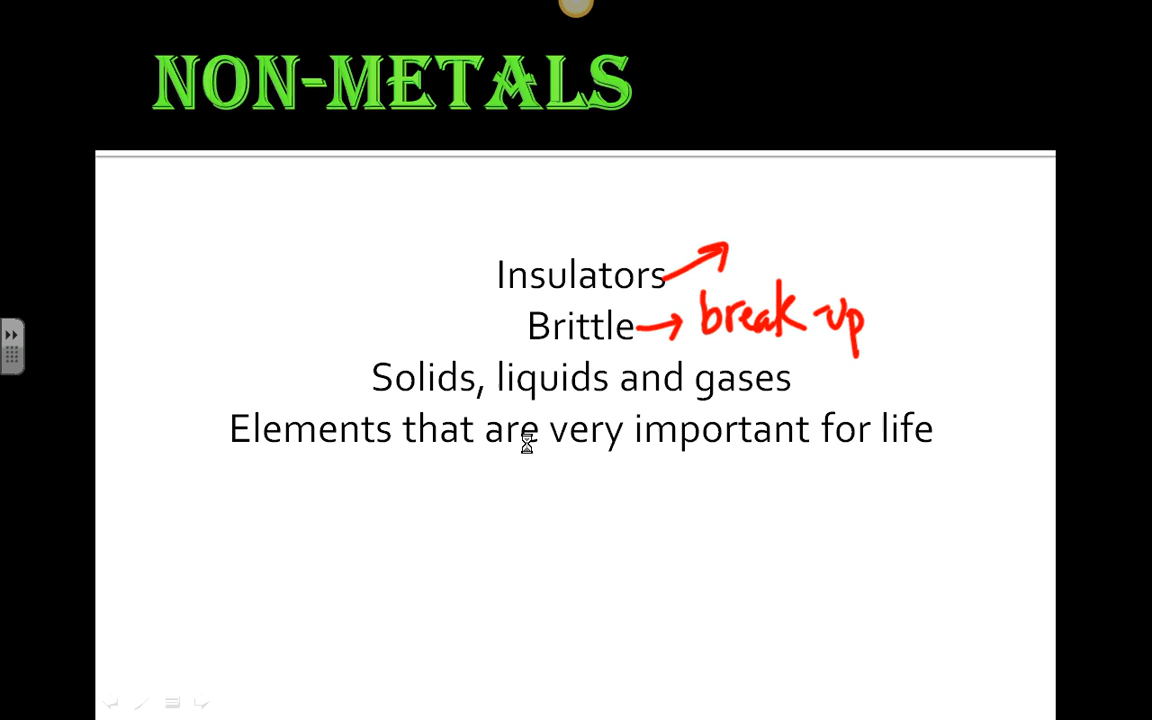 NON-METALS
Insulators
Brittle → break-up
Solids, liquids and gases
Elements that are very important for life